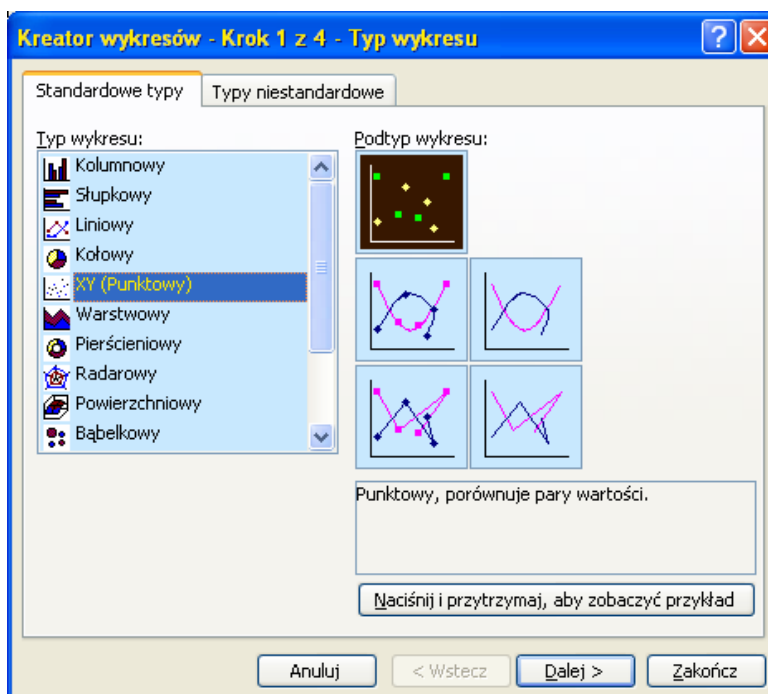 Kreator wykresów - Krok 1 z 4 - Typ wykresu
Standardowe typy
Typy niestandardowe
Typ wykresu:
Kolumnowy
Słupkowy
Liniowy
Kołowy
XY (Punktowy)
Warstwowy
Pierścieniowy
Radarowy
Powierzchniowy
Bąbelkowy
Podtyp wykresu:
Punktowy, porównuje pary wartości.
Naciśnij i przytrzymaj, aby zobaczyć przykład
Anuluj
< Wstecz
Dalej >
Zakończ